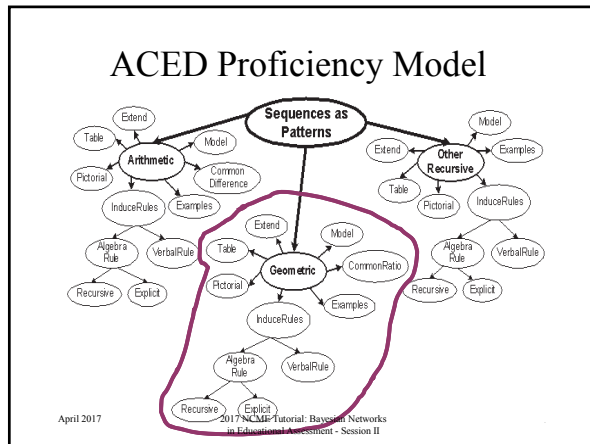 ACED Proficiency Model
Sequences as
Patterns
Extend
Table
Model
Arithmetic
Pictorial
Common
Difference
Examples
InduceRules
Algebra
Rule
VerbalRule
Recursive
Explicit
Extend
Model
Table
Geometric
CommonRatio
Pictorial
Examples
InduceRules
Algebra
Rule
VerbalRule
Recursive
Explicit
Model
Extend
Examples
Other
Recursive
Table
Pictorial
InduceRules
Algebra
Rule
VerbalRule
Recursive
Explicit
April 2017
2017 NCME Tutorial: Bayesian Networks
in Educational Assessment - Session II